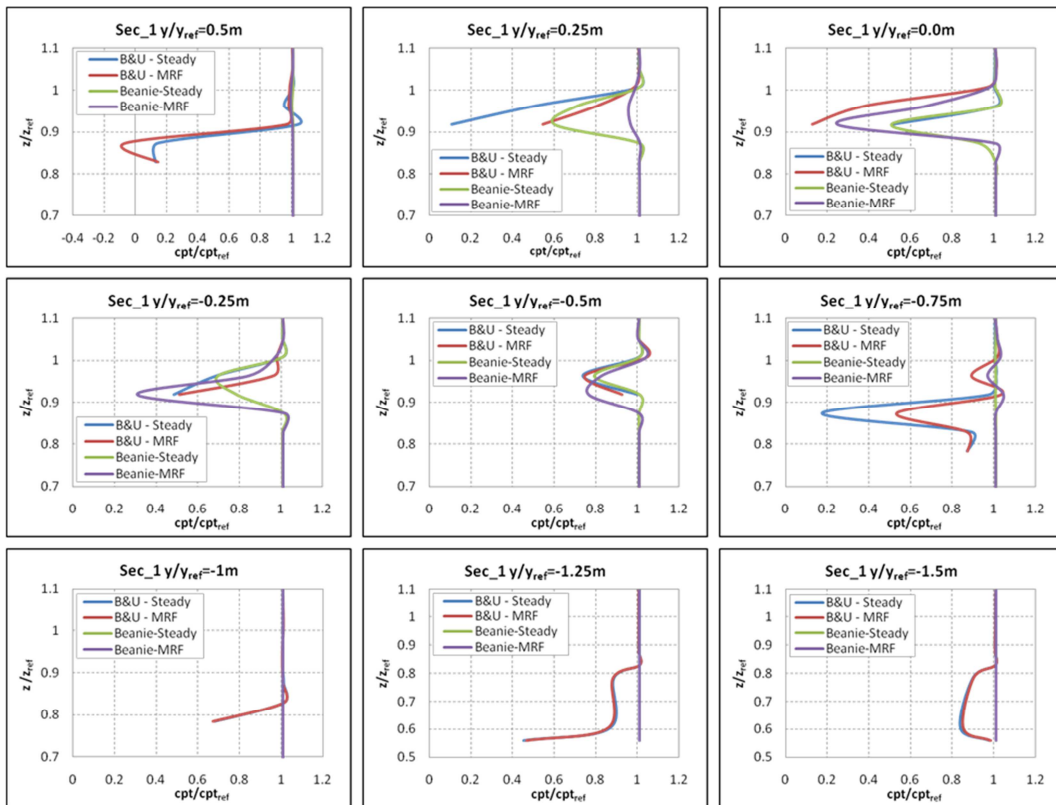 Sec_1 y/yref=0.5m
1.1
1
0.9
0.8
0.7
z/zref
B&U - Steady
B&U - MRF
Beanie-Steady
Beanie-MRF
-0.4 -0.2 0 0.2 0.4 0.6 0.8 1 1.2
cpt/cptref
Sec_1 y/yref=0.25m
1.1
1
0.9
0.8
0.7
z/zref
B&U - Steady
B&U - MRF
Beanie-Steady
Beanie-MRF
0 0.2 0.4 0.6 0.8 1 1.2
cpt/cptref
Sec_1 y/yref=0.0m
1.1
1
0.9
0.8
0.7
z/zref
B&U - Steady
B&U - MRF
Beanie-Steady
Beanie-MRF
0 0.2 0.4 0.6 0.8 1 1.2
cpt/cptref
Sec_1 y/yref=-0.25m
1.1
1
0.9
0.8
0.7
z/zref
B&U - Steady
B&U - MRF
Beanie-Steady
Beanie-MRF
0 0.2 0.4 0.6 0.8 1 1.2
cpt/cptref
Sec_1 y/yref=-0.5m
1.1
1
0.9
0.8
0.7
z/zref
B&U - Steady
B&U - MRF
Beanie-Steady
Beanie-MRF
0 0.2 0.4 0.6 0.8 1 1.2
cpt/cptref
Sec_1 y/yref=-0.75m
1.1
1
0.9
0.8
0.7
z/zref
B&U - Steady
B&U - MRF
Beanie-Steady
Beanie-MRF
0 0.2 0.4 0.6 0.8 1 1.2
cpt/cptref
Sec_1 y/yref=-1m
1.1
1
0.9
0.8
0.7
z/zref
B&U - Steady
B&U - MRF
Beanie-Steady
Beanie-MRF
0 0.2 0.4 0.6 0.8 1 1.2
cpt/cptref
Sec_1 y/yref=-1.25m
1.1
1
0.9
0.8
0.7
0.6
0.5
z/zref
B&U - Steady
B&U - MRF
Beanie-Steady
Beanie-MRF
0 0.2 0.4 0.6 0.8 1 1.2
cpt/cptref
Sec_1 y/yref=-1.5m
1.1
1
0.9
0.8
0.7
0.6
0.5
z/zref
B&U - Steady
B&U - MRF
Beanie-Steady
Beanie-MRF
0 0.2 0.4 0.6 0.8 1 1.2
cpt/cptref